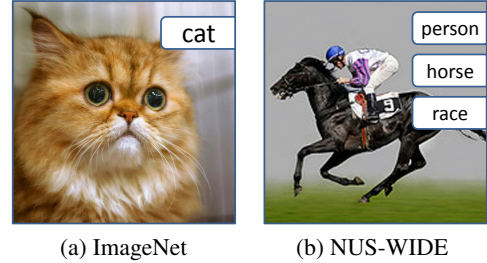 cat
person
horse
race
9
(a) ImageNet
(b) NUS-WIDE